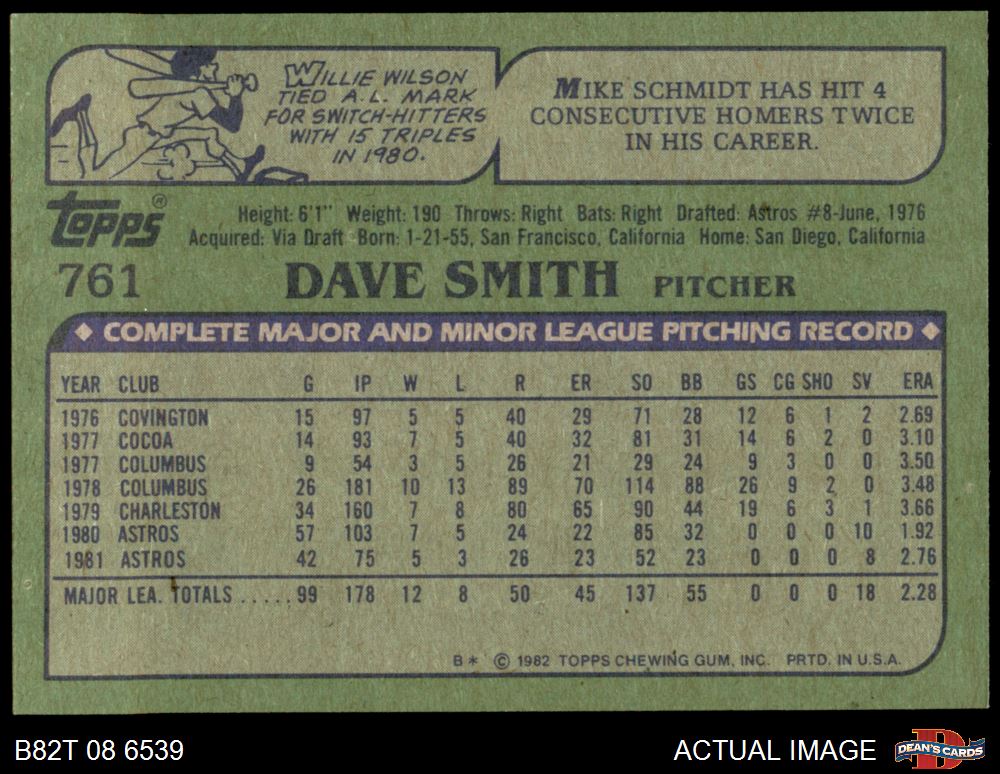 WILLIE WILSON
TIED A.L. MARK
FOR SWITCH-HITTERS
WITH 15 TRIPLES
IN 1980.
MIKE SCHMIDT HAS HIT 4
CONSECUTIVE HOMERS TWICE
IN HIS CAREER.
TOPPS®
Height: 6'1" Weight: 190 Throws: Right Bats: Right Drafted: Astros #8-June, 1976
Acquired: Via Draft Born: 1-21-55, San Francisco, California Home: San Diego, California
761 DAVE SMITH PITCHER
◆ COMPLETE MAJOR AND MINOR LEAGUE PITCHING RECORD ◆
YEAR CLUB G IP W L R ER SO BB GS CG SHO SV ERA
1976 COVINGTON 15 97 5 5 40 29 71 28 12 6 1 2 2.69
1977 COCOA 14 93 7 5 40 32 81 31 14 6 2 0 3.10
1977 COLUMBUS 9 54 3 5 26 21 29 24 9 3 0 0 3.50
1978 COLUMBUS 26 181 10 13 89 70 114 88 26 9 2 0 3.48
1979 CHARLESTON 34 160 7 8 80 65 90 44 19 6 3 1 3.66
1980 ASTROS 57 103 7 5 24 22 85 32 0 0 0 10 1.92
1981 ASTROS 42 75 5 3 26 23 52 23 0 0 0 8 2.76
MAJOR LEA. TOTALS .....99 178 12 8 50 45 137 55 0 0 0 18 2.28
B* © 1982 TOPPS CHEWING GUM, INC. PRTD. IN U.S.A.
B82T 08 6539
ACTUAL IMAGE
D
DEAN'S CARDS